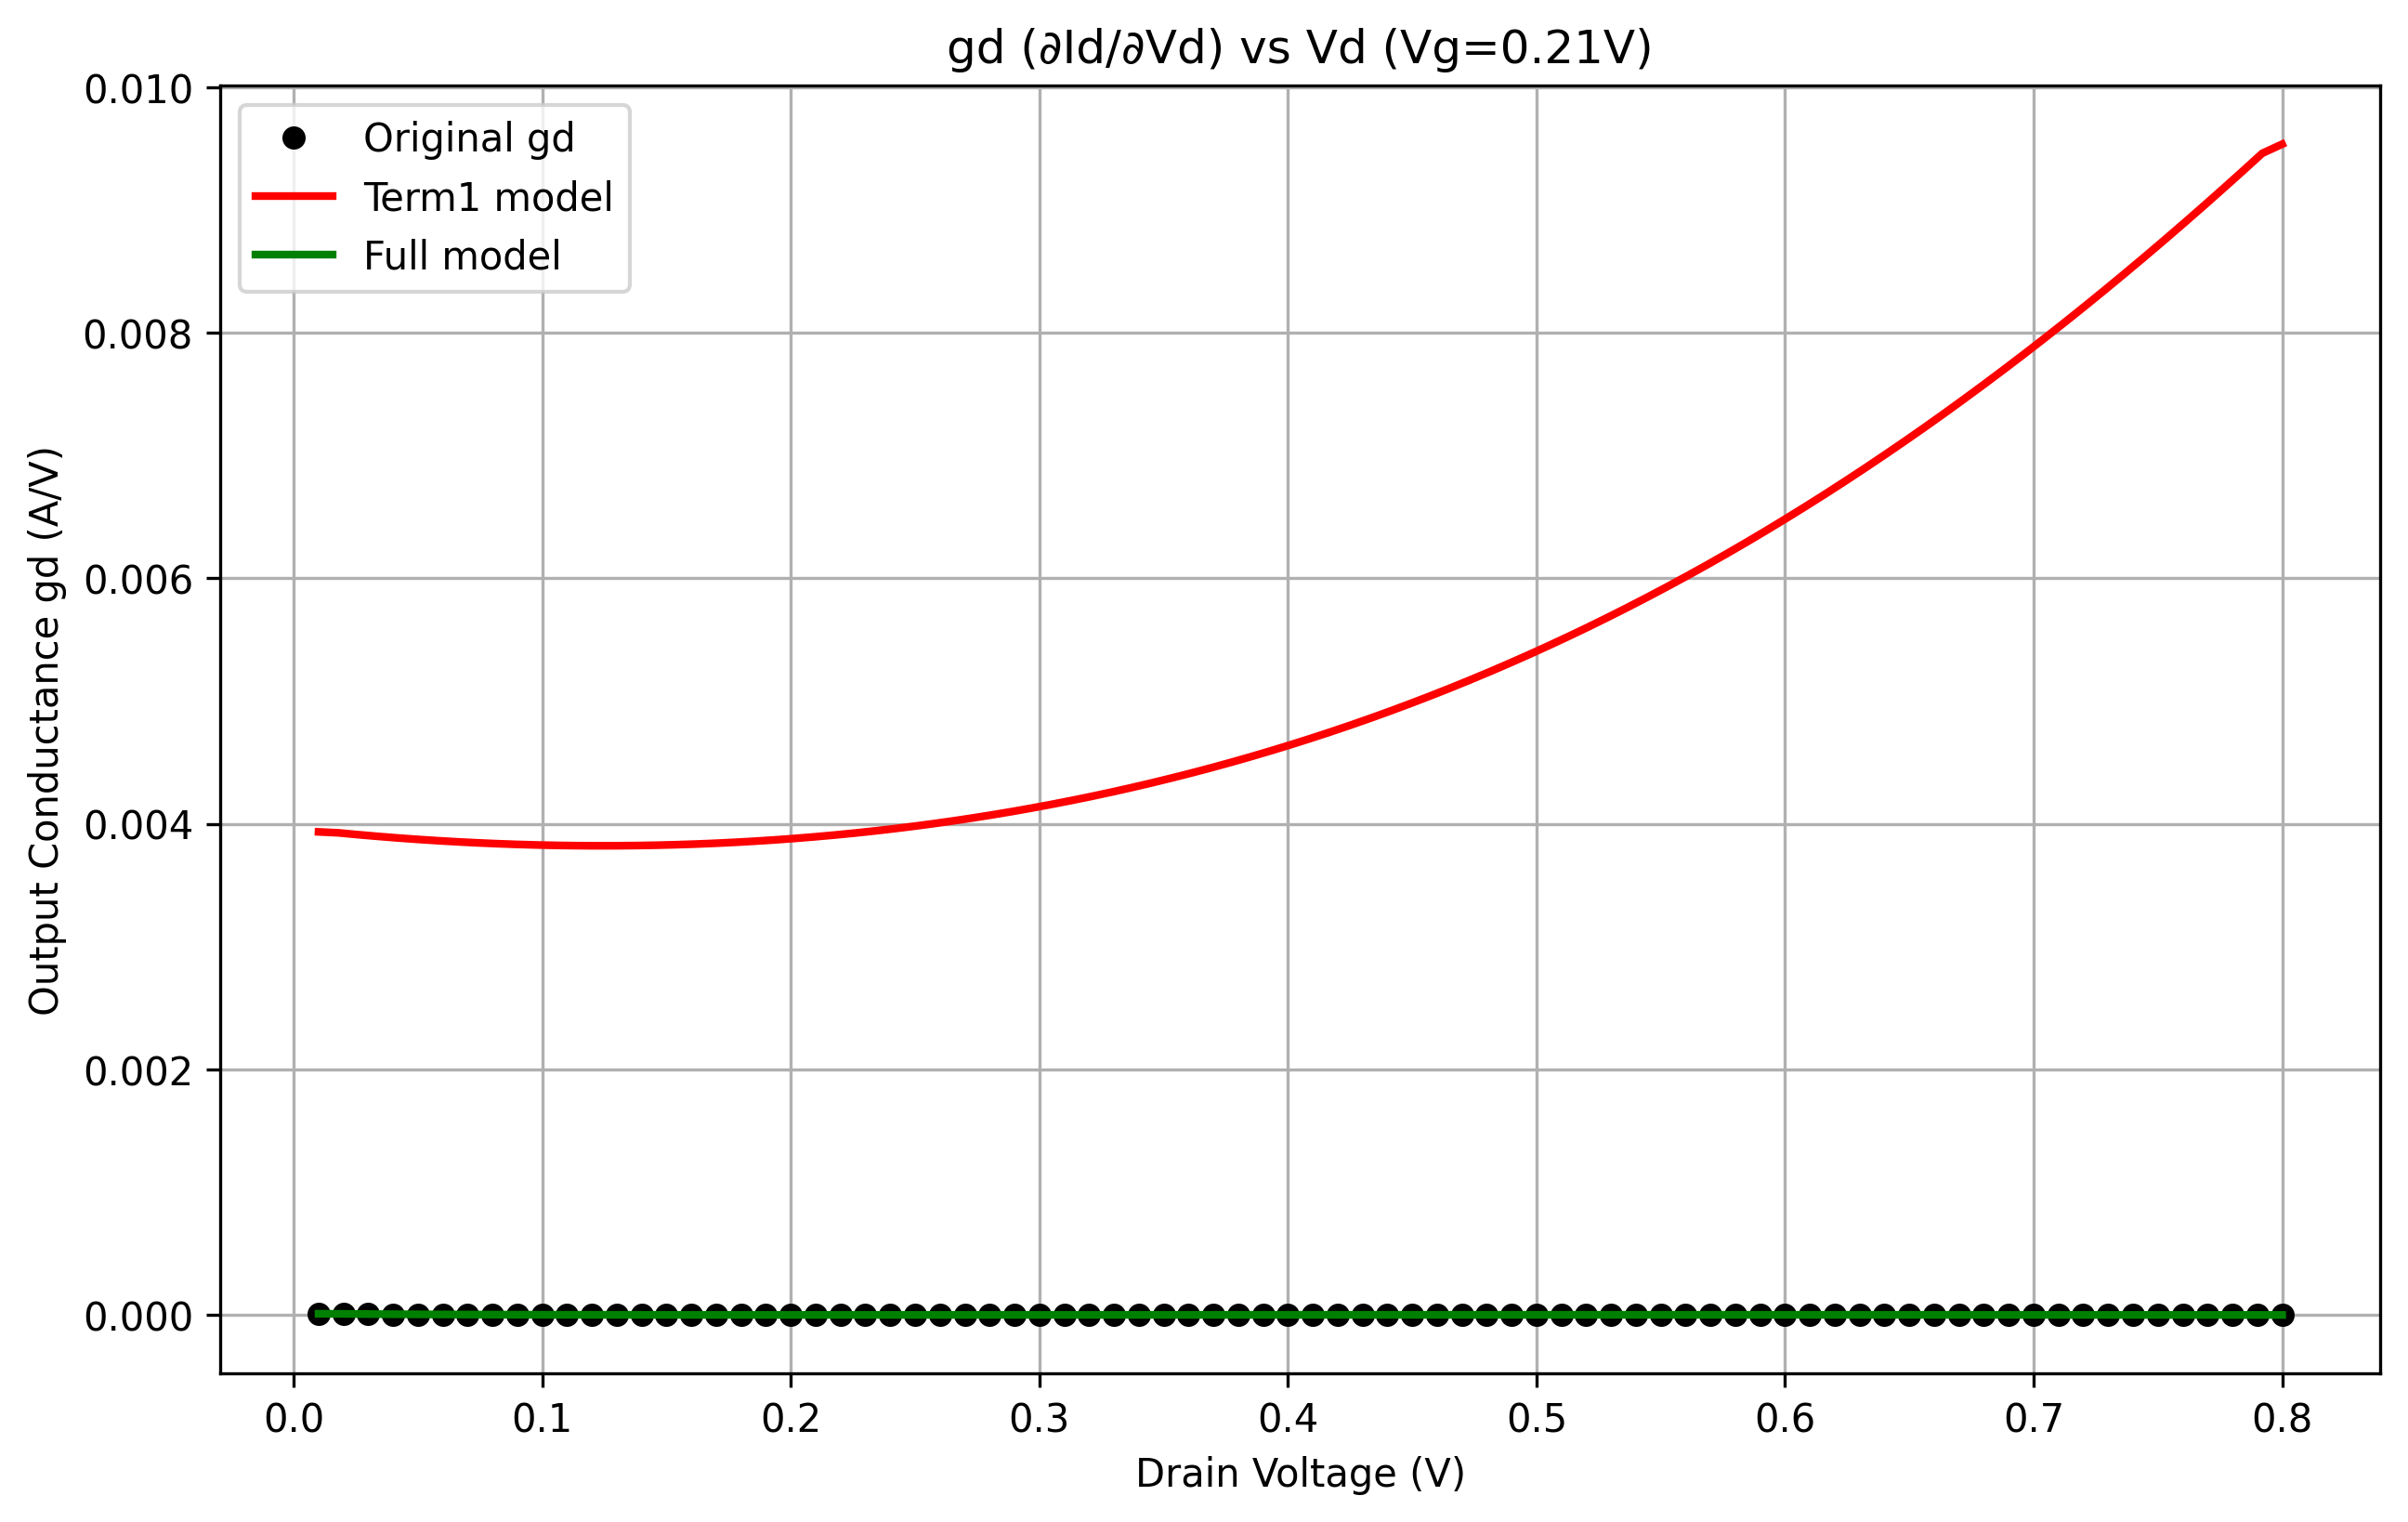 gd (∂Id/∂Vd) vs Vd (Vg=0.21V)
Original gd
Term1 model
Full model
Output Conductance gd (A/V)
0.010
0.008
0.006
0.004
0.002
0.000
0.0 0.1 0.2 0.3 0.4 0.5 0.6 0.7 0.8
Drain Voltage (V)